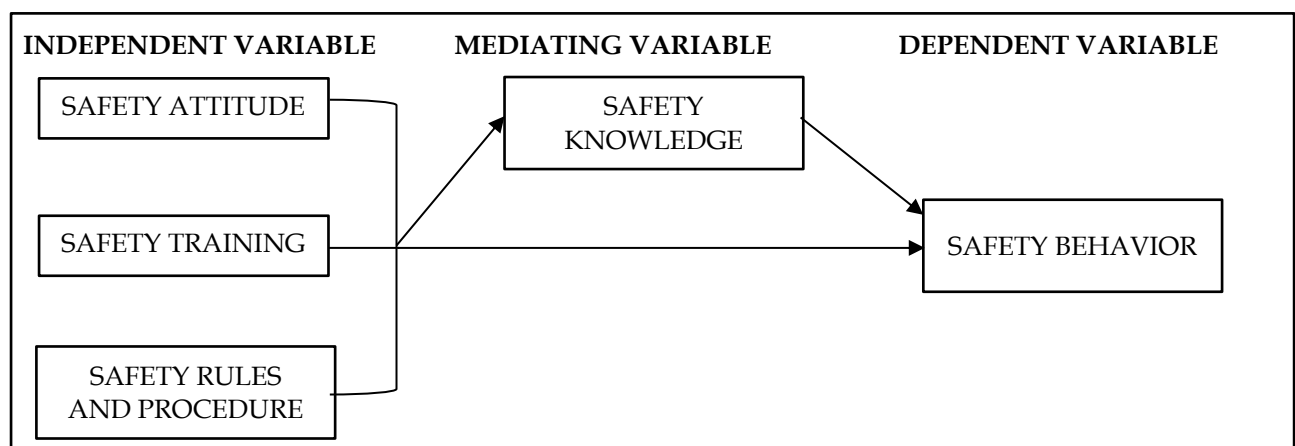 INDEPENDENT VARIABLE
MEDIATING VARIABLE
DEPENDENT VARIABLE
SAFETY ATTITUDE
SAFETY
KNOWLEDGE
SAFETY TRAINING
SAFETY BEHAVIOR
SAFETY RULES
AND PROCEDURE